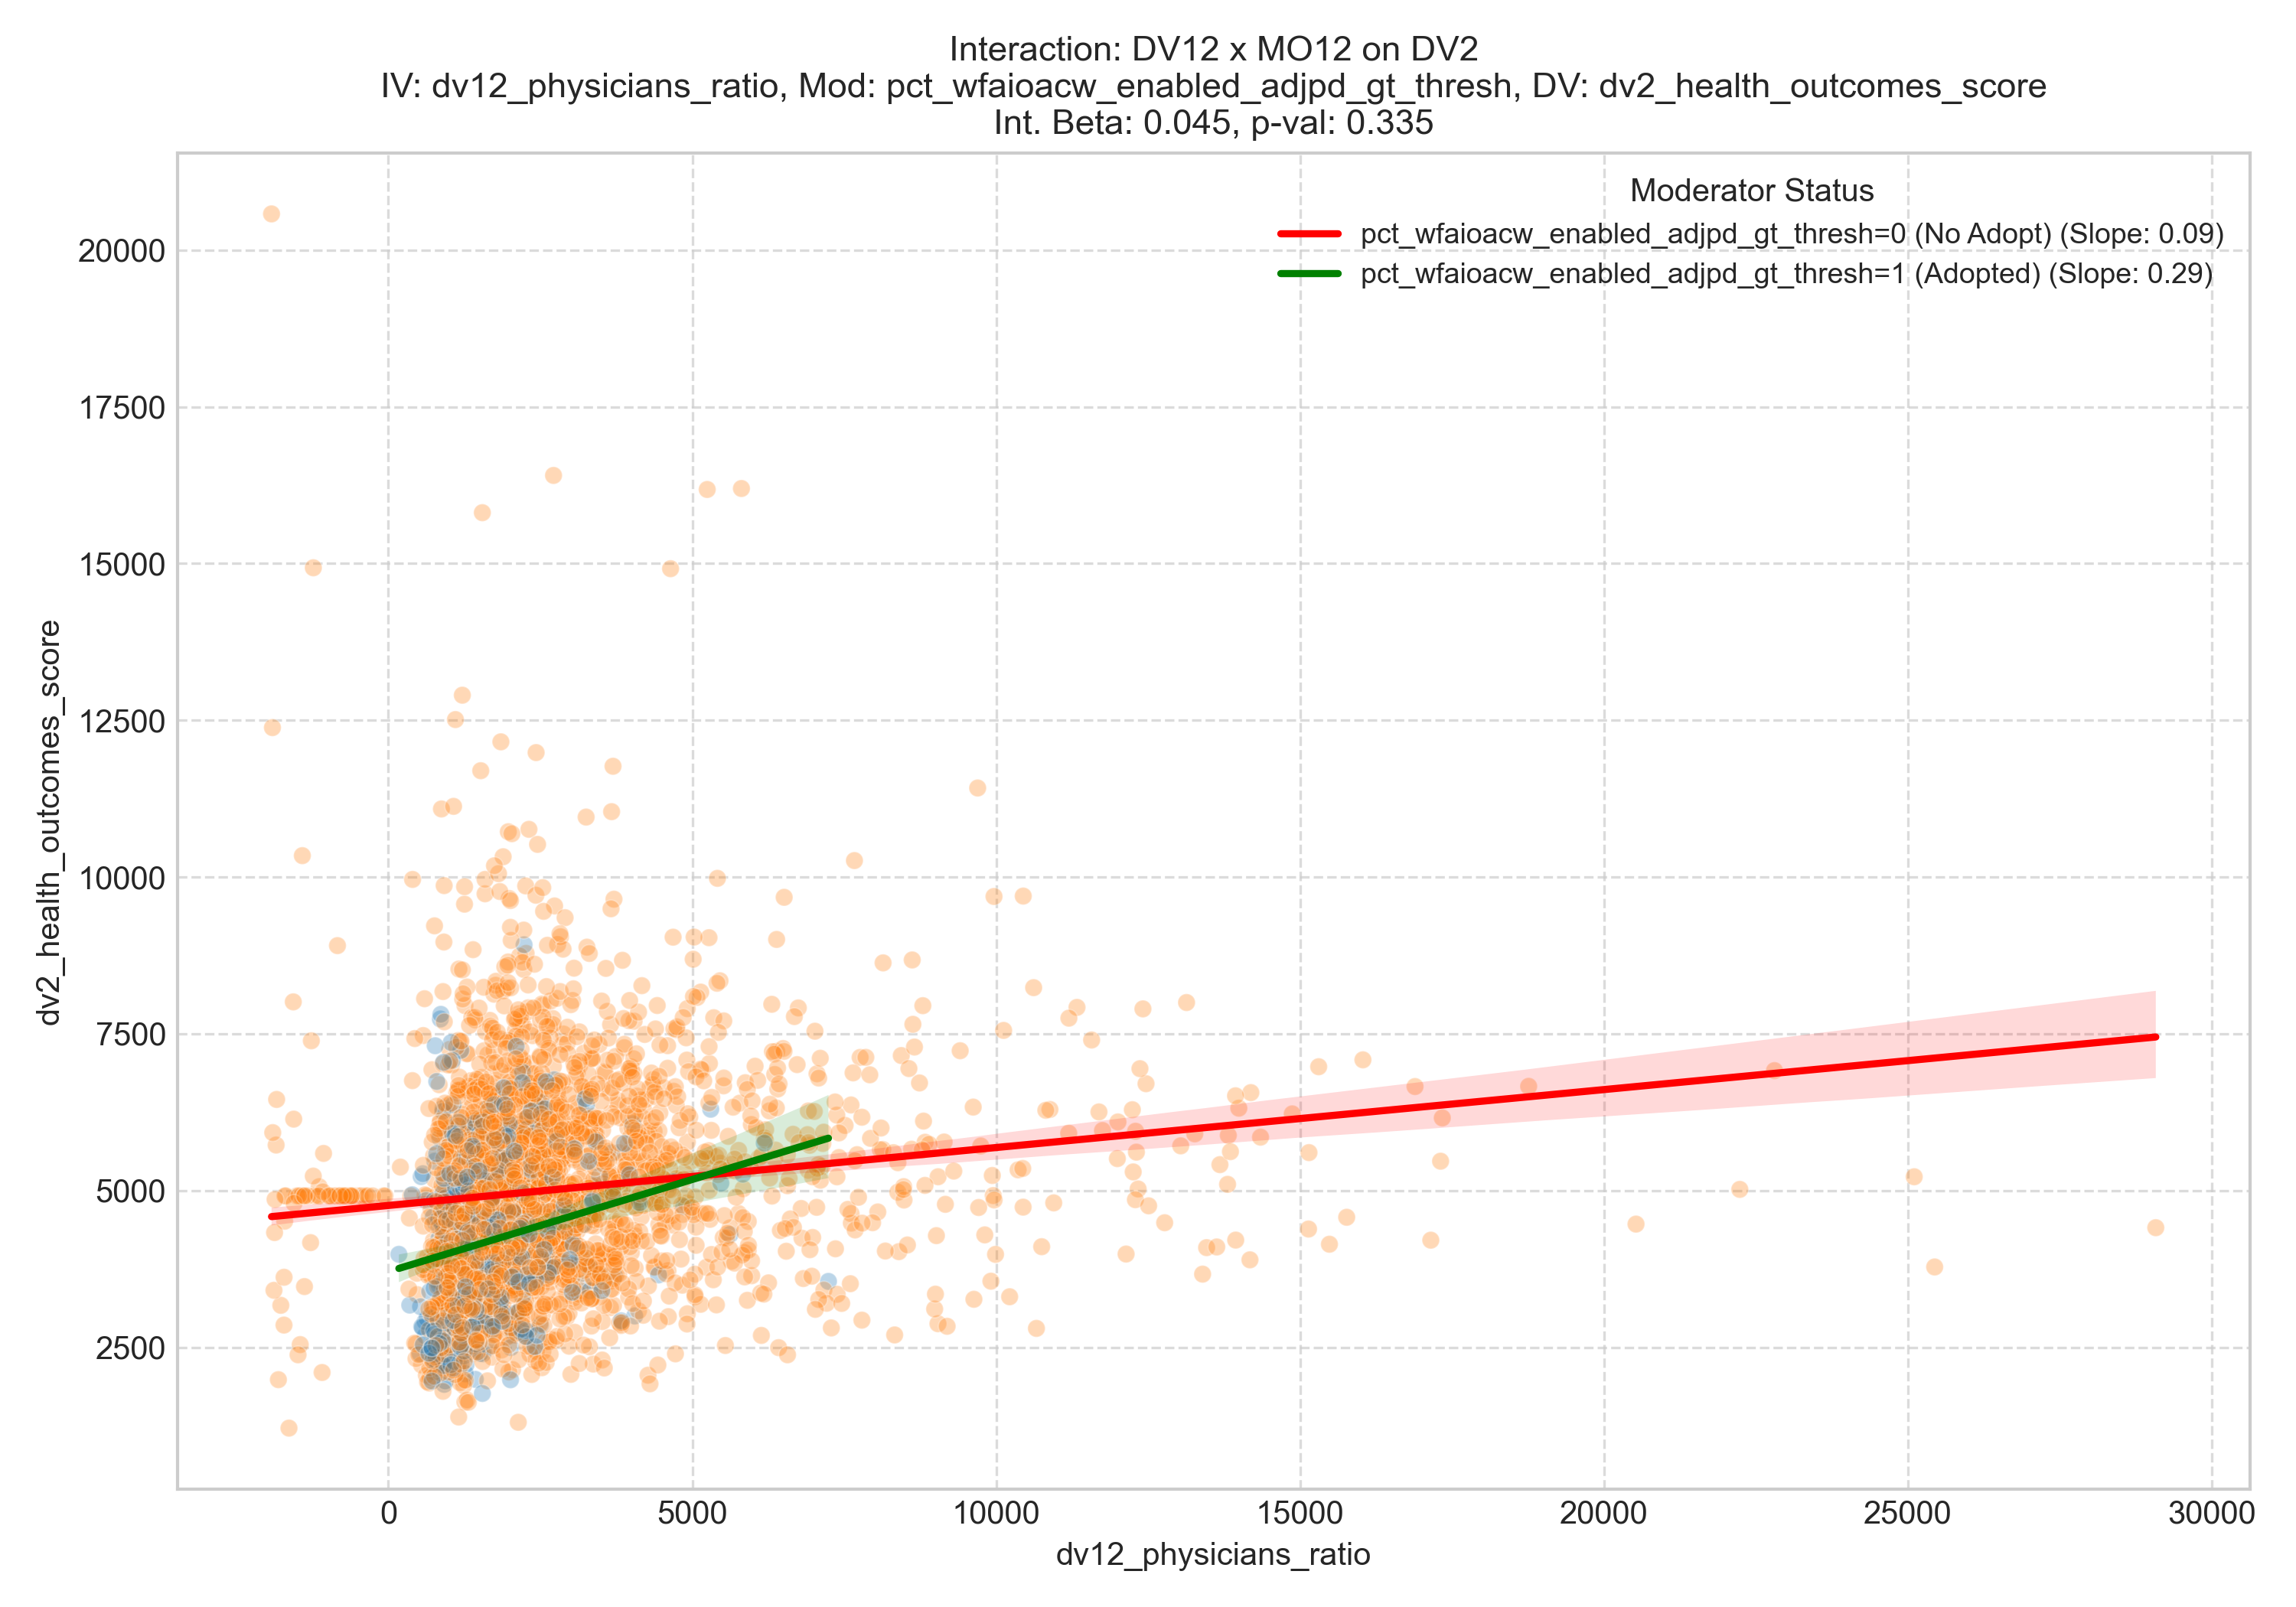 Interaction: DV12 x MO12 on DV2
IV: dv12_physicians_ratio, Mod: pct_wfaioacw_enabled_adjpd_gt_thresh, DV: dv2_health_outcomes_score
Int. Beta: 0.045, p-val: 0.335
Moderator Status
pct_wfaioacw_enabled_adjpd_gt_thresh=0 (No Adopt) (Slope: 0.09)
pct_wfaioacw_enabled_adjpd_gt_thresh=1 (Adopted) (Slope: 0.29)
dv2_health_outcomes_score
20000
17500
15000
12500
10000
7500
5000
2500
0
5000
10000
15000
20000
25000
30000
dv12_physicians_ratio